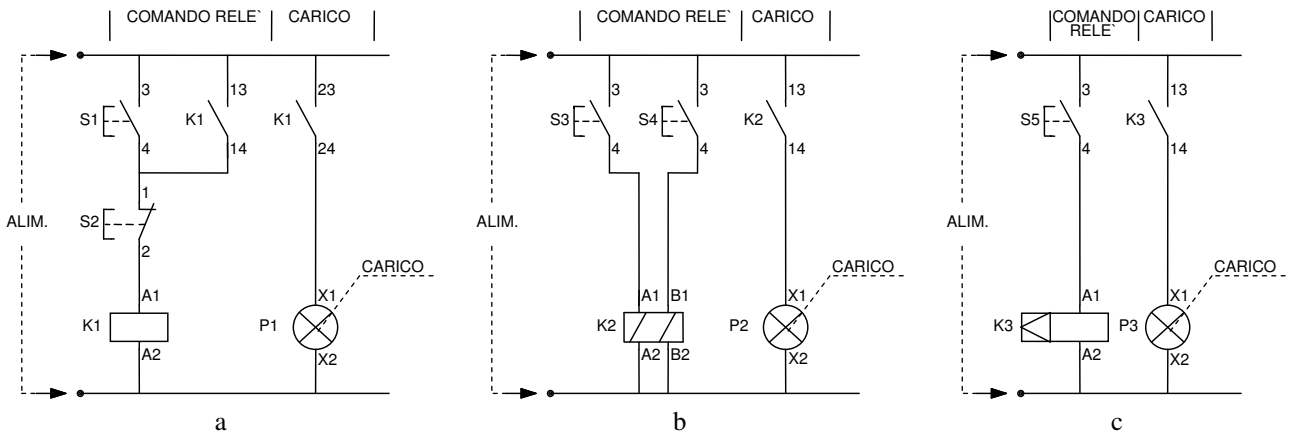 COMANDO RELE` CARICO
3 13 23
S1 K1 K1
4 14 24
1
ALIM. S2
2
CARICO
A1 X1
K1 P1
A2 X2
a
COMANDO RELE` CARICO
3 3 13
S3 S4 K2
4 4 14
ALIM.
CARICO
A1 B1 X1
K2 P2
A2 B2 X2
b
COMANDO CARICO
RELE`
3 13
S5 K3
4 14
ALIM.
CARICO
A1 X1
K3 P3
A2 X2
c